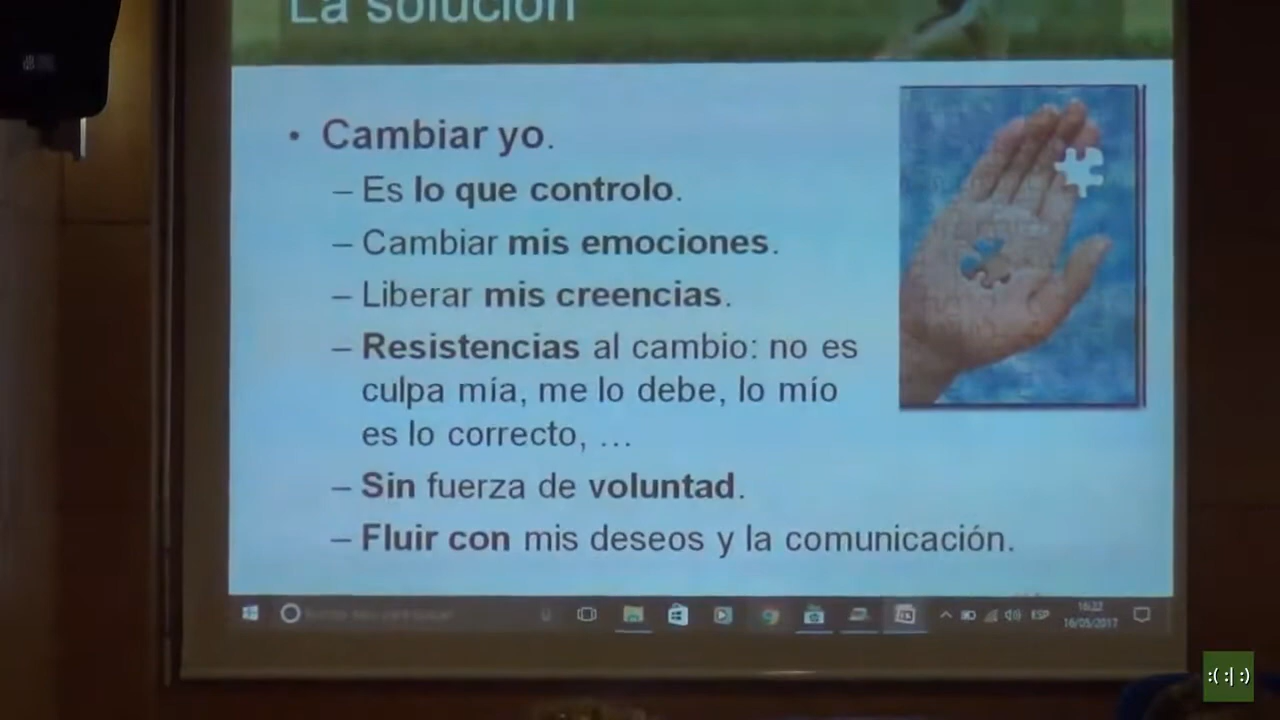 La solución
• Cambiar yo.
– Es lo que controlo.
– Cambiar mis emociones.
– Liberar mis creencias.
– Resistencias al cambio: no es
culpa mía, me lo debe, lo mío
es lo correcto, …
– Sin fuerza de voluntad.
– Fluir con mis deseos y la comunicación.
ESP
16:22
16/05/2017
:( :| :)